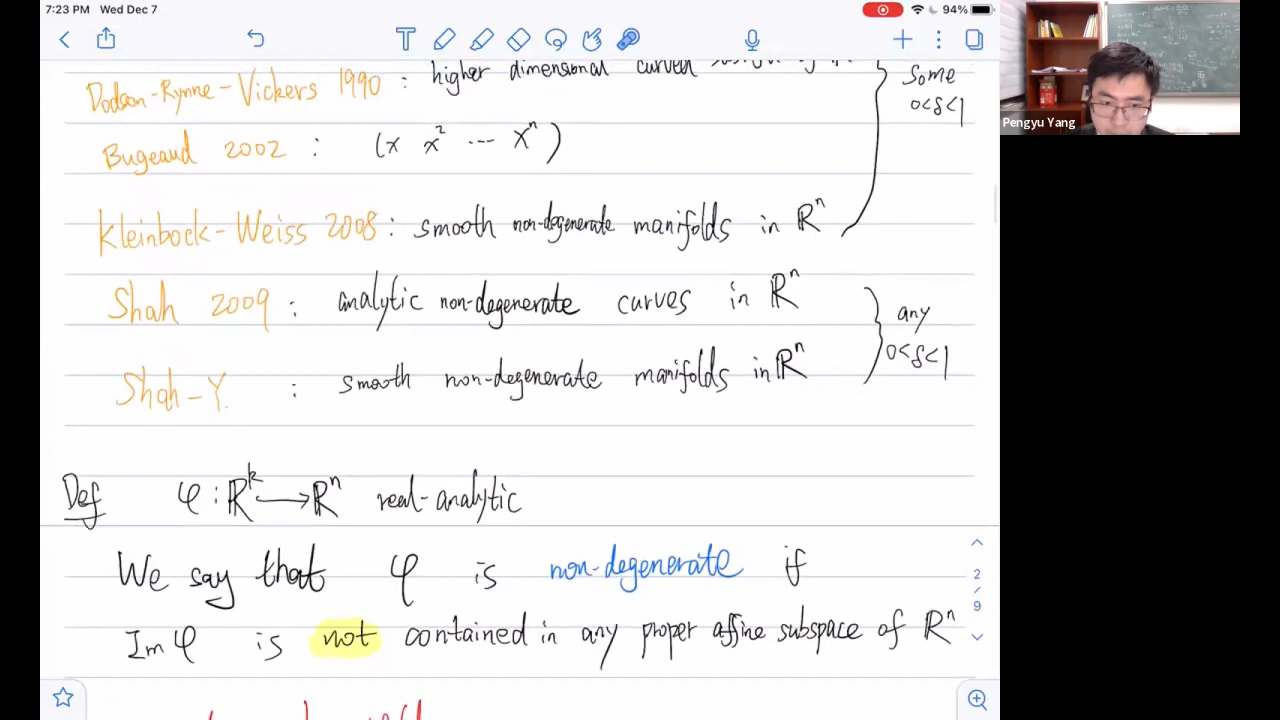 7:23 PM Wed Dec 7
94%
Dodson-Rynne-Vickers 1990 : higher dimensional curved
some
0<δ<1
Bugeaud 2002 : (x x² ... xⁿ)
Kleinbock-Weiss 2008 : smooth non-degenerate manifolds in ℝⁿ
Shah 2009 : analytic non-degenerate curves in ℝⁿ
any
0<δ<1
Shah-Y. : smooth non-degenerate manifolds in ℝⁿ
Def φ : ℝᵏ → ℝⁿ real-analytic
We say that φ is non-degenerate if
Im φ is not contained in any proper affine subspace of ℝⁿ
2
/
9
Pengyu Yang